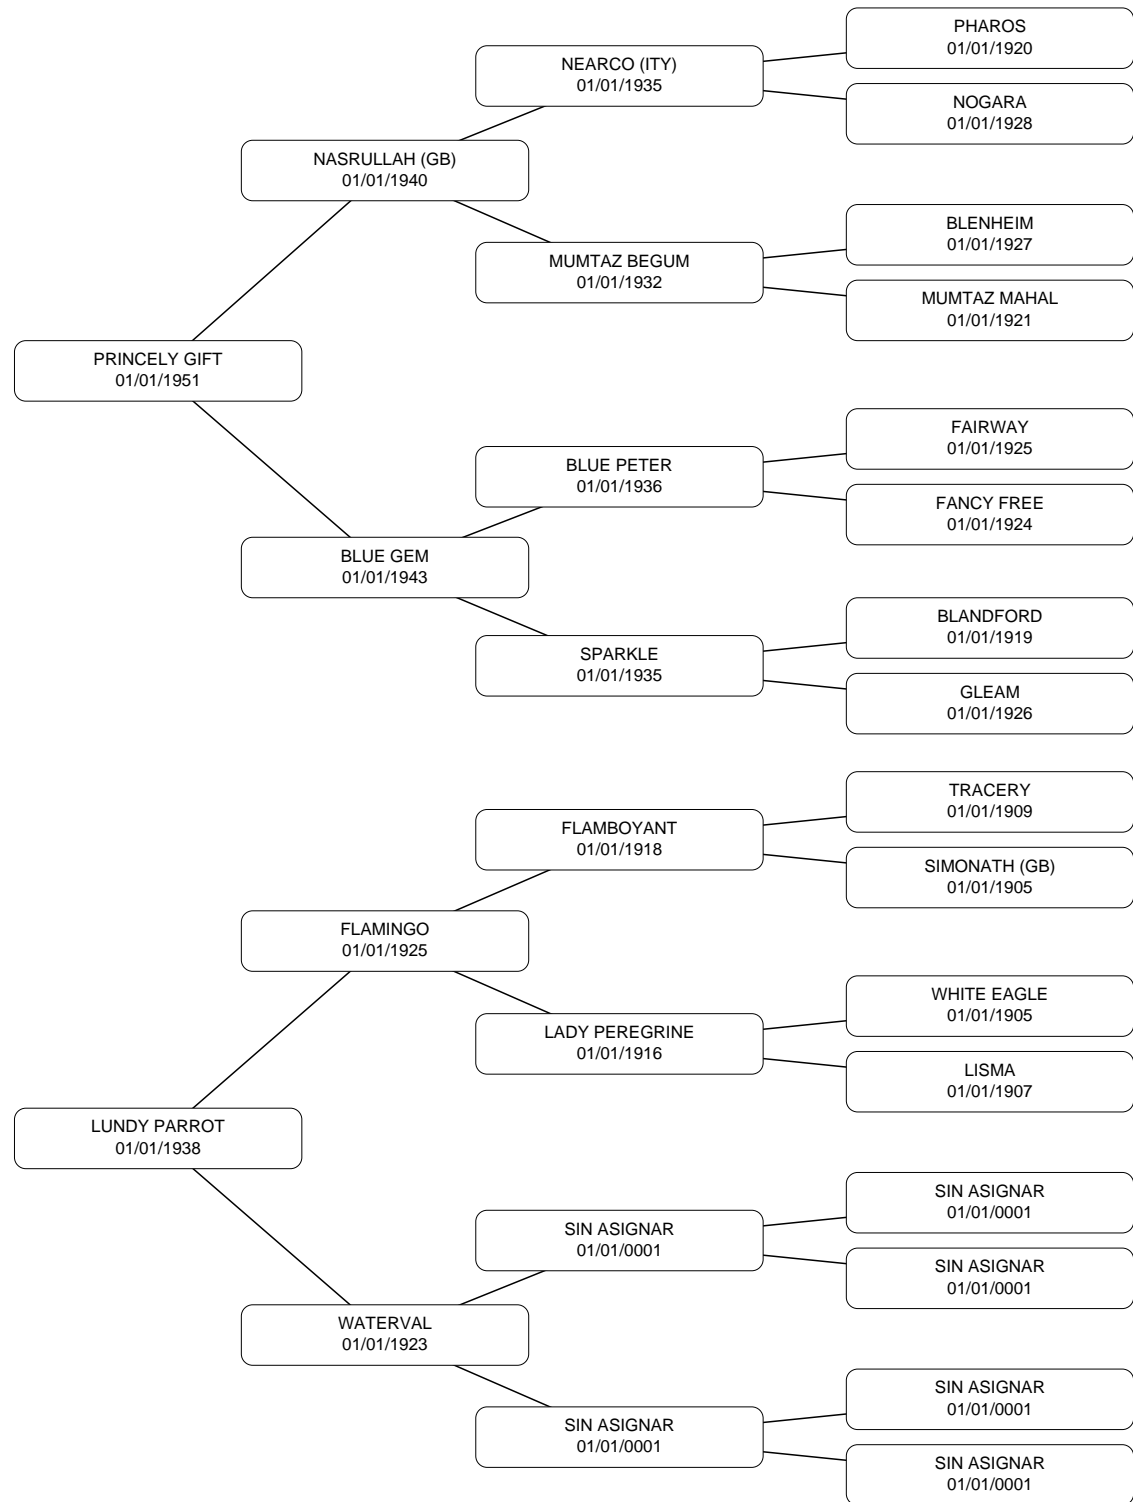 PHAROS
01/01/1920
NEARCO (ITY)
01/01/1935
NOGARA
01/01/1928
NASRULLAH (GB)
01/01/1940
BLENHEIM
01/01/1927
MUMTAZ BEGUM
01/01/1932
MUMTAZ MAHAL
01/01/1921
PRINCELY GIFT
01/01/1951
FAIRWAY
01/01/1925
BLUE PETER
01/01/1936
FANCY FREE
01/01/1924
BLUE GEM
01/01/1943
BLANDFORD
01/01/1919
SPARKLE
01/01/1935
GLEAM
01/01/1926
TRACERY
01/01/1909
FLAMBOYANT
01/01/1918
SIMONATH (GB)
01/01/1905
FLAMINGO
01/01/1925
WHITE EAGLE
01/01/1905
LADY PEREGRINE
01/01/1916
LISMA
01/01/1907
LUNDY PARROT
01/01/1938
SIN ASIGNAR
01/01/0001
SIN ASIGNAR
01/01/0001
SIN ASIGNAR
01/01/0001
WATERVAL
01/01/1923
SIN ASIGNAR
01/01/0001
SIN ASIGNAR
01/01/0001
SIN ASIGNAR
01/01/0001